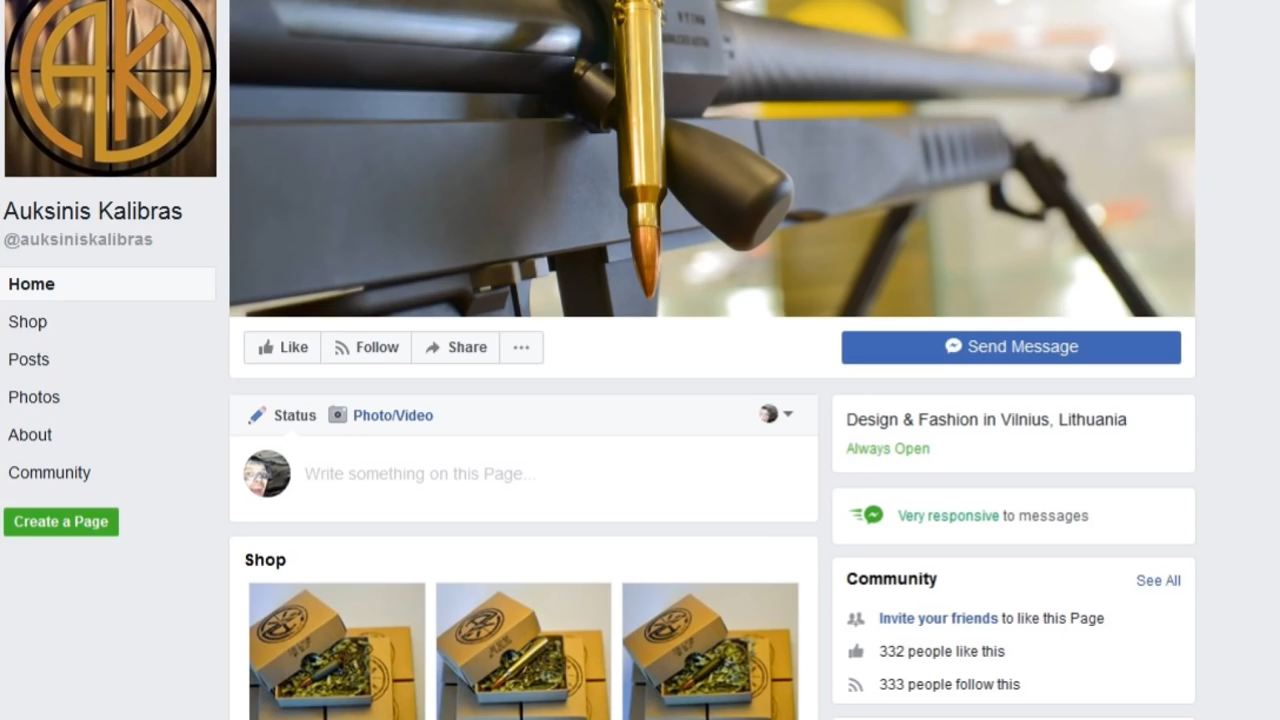 AK
Auksinis Kalibras
@auksiniskalibras
Home
Shop
Posts
Photos
About
Community
Create a Page
Like
Follow
Share
Send Message
Status
Photo/Video
Write something on this Page...
Shop
Design & Fashion in Vilnius, Lithuania
Always Open
Very responsive to messages
Community
See All
Invite your friends to like this Page
332 people like this
333 people follow this